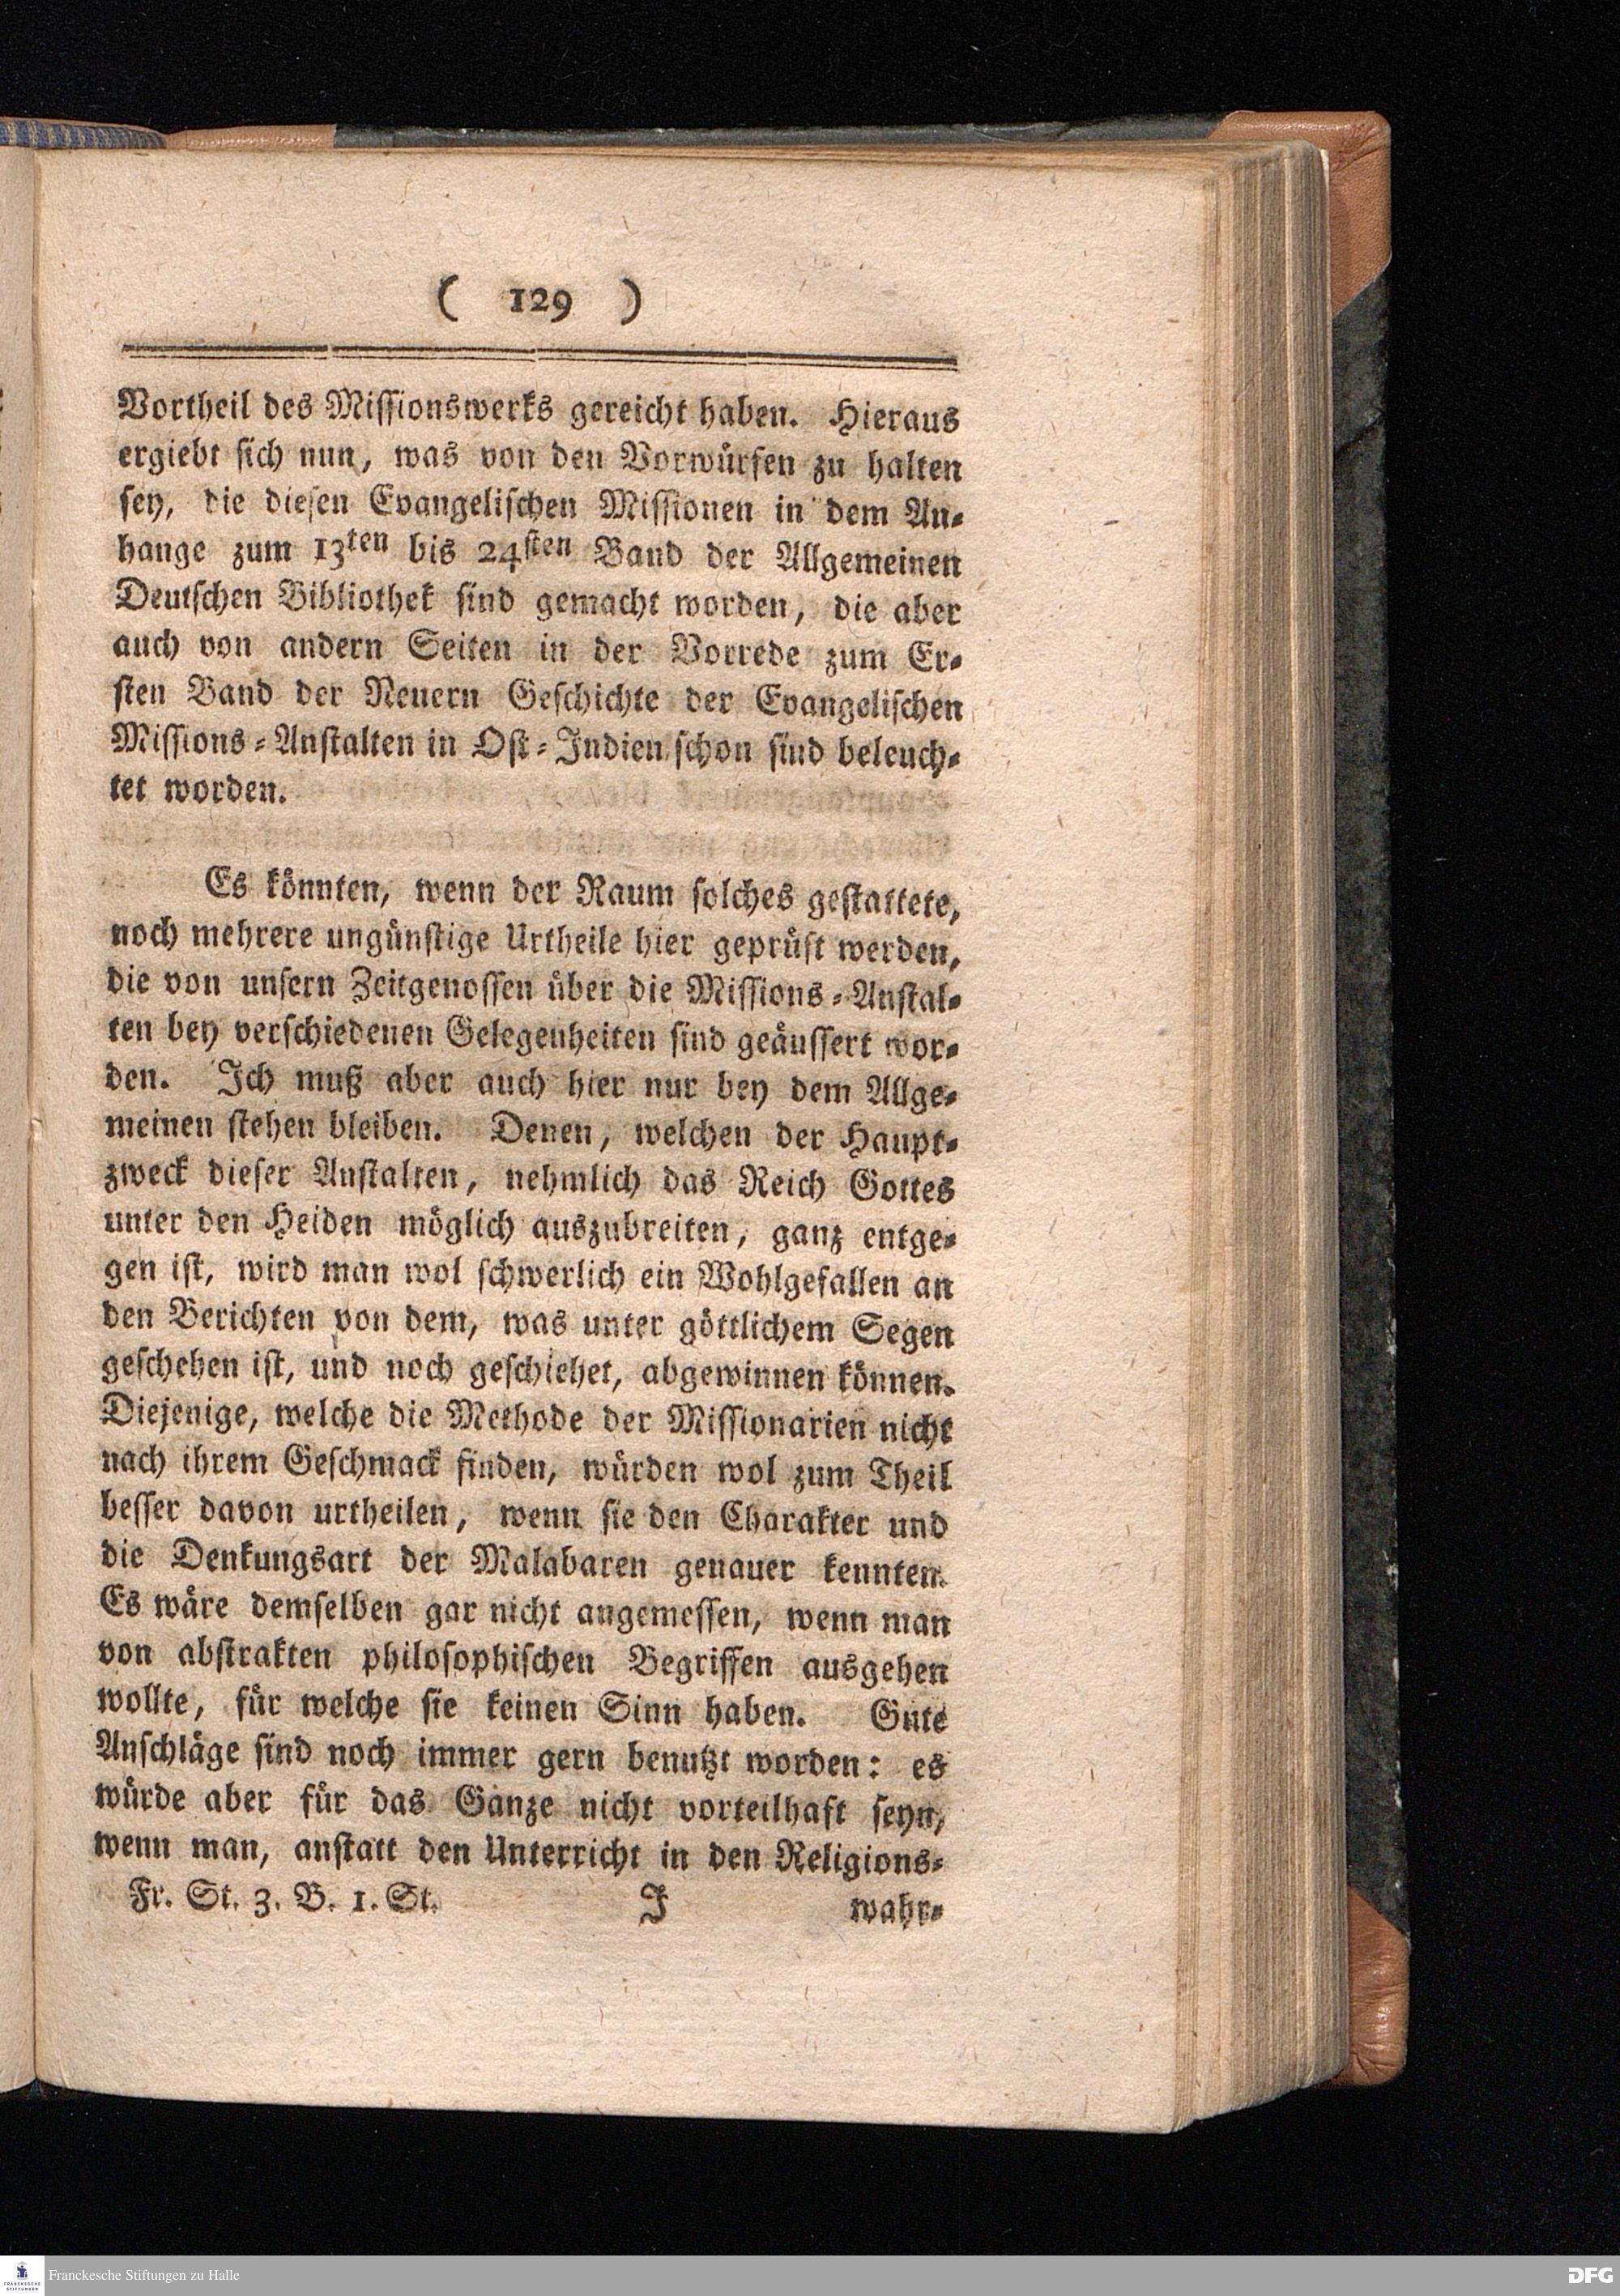 ( 129 )
Vortheil des Missionswerks gereicht haben. Hieraus
ergiebt sich nun, was von den Vorwürfen zu halten
sey, die diesen Evangelischen Missionen in dem An-
hange zum 13ten bis 24sten Band der Allgemeinen
Deutschen Bibliothek sind gemacht worden, die aber
auch von andern Seiten in der Vorrede zum Er-
sten Band der Neuern Geschichte der Evangelischen
Missions-Anstalten in Ost-Indien schon sind beleuch-
tet worden.
Es könnten, wenn der Raum solches gestattete,
noch mehrere ungünstige Urtheile hier geprüft werden,
die von unsern Zeitgenossen über die Missions-Anstal-
ten bey verschiedenen Gelegenheiten sind geäussert wor-
den. Ich muß aber auch hier nur bey dem Allge-
meinen stehen bleiben. Denen, welchen der Haupt-
zweck dieser Anstalten, nehmlich das Reich Gottes
unter den Heiden möglich auszubreiten, ganz entge-
gen ist, wird man wol schwerlich ein Wohlgefallen an
den Berichten von dem, was unter göttlichem Segen
geschehen ist, und noch geschiehet, abgewinnen können.
Diejenige, welche die Methode der Missionarien nicht
nach ihrem Geschmack finden, würden wol zum Theil
besser davon urtheilen, wenn sie den Charakter und
die Denkungsart der Malabaren genauer kennten.
Es wäre demselben gar nicht angemessen, wenn man
von abstrakten philosophischen Begriffen ausgehen
wollte, für welche sie keinen Sinn haben. Gute
Anschläge sind noch immer gern benutzt worden: es
würde aber für das Ganze nicht vorteilhaft seyn,
wenn man, anstatt den Unterricht in den Religions-
Fr. St. 3. B. 1. St. J wahr-
FRANCKESCHE STIFTUNGEN
Franckesche Stiftungen zu Halle
DFG